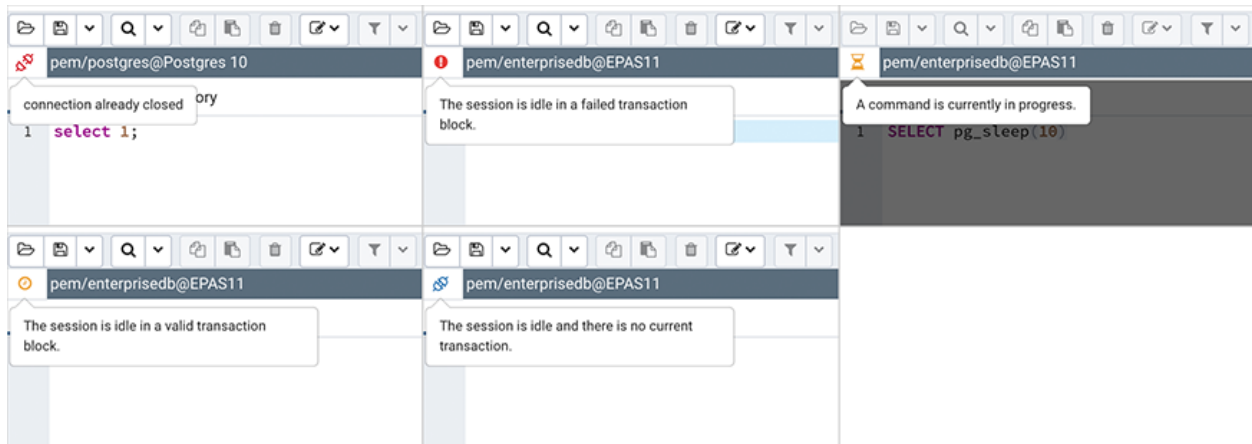 pem/postgres@Postgres 10
connection already closed
ory
1 select 1;
pem/enterprisedb@EPAS11
The session is idle in a failed transaction
block.
pem/enterprisedb@EPAS11
A command is currently in progress.
1 SELECT pg_sleep(10)
pem/enterprisedb@EPAS11
The session is idle in a valid transaction
block.
pem/enterprisedb@EPAS11
The session is idle and there is no current
transaction.